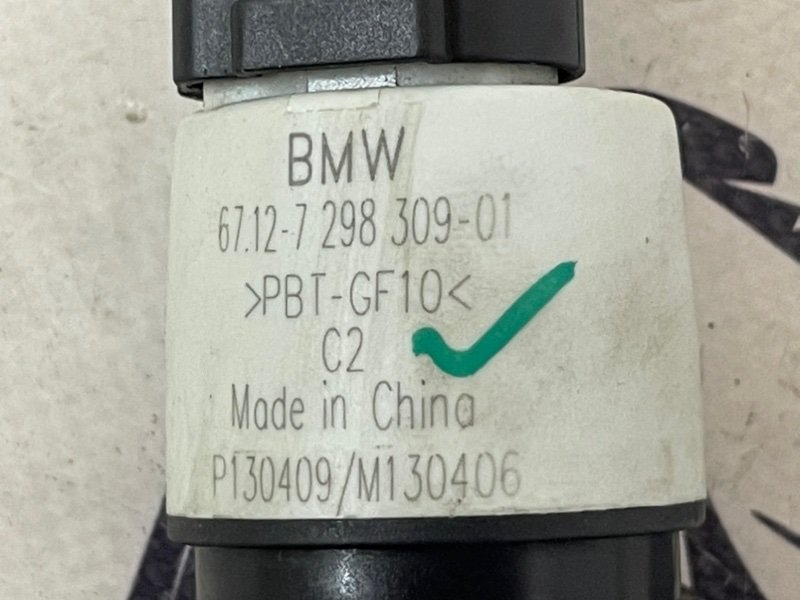 BMW
67.12-7 298 309-01
>PBT-GF10<
C2
Made in China
P130409/M130406